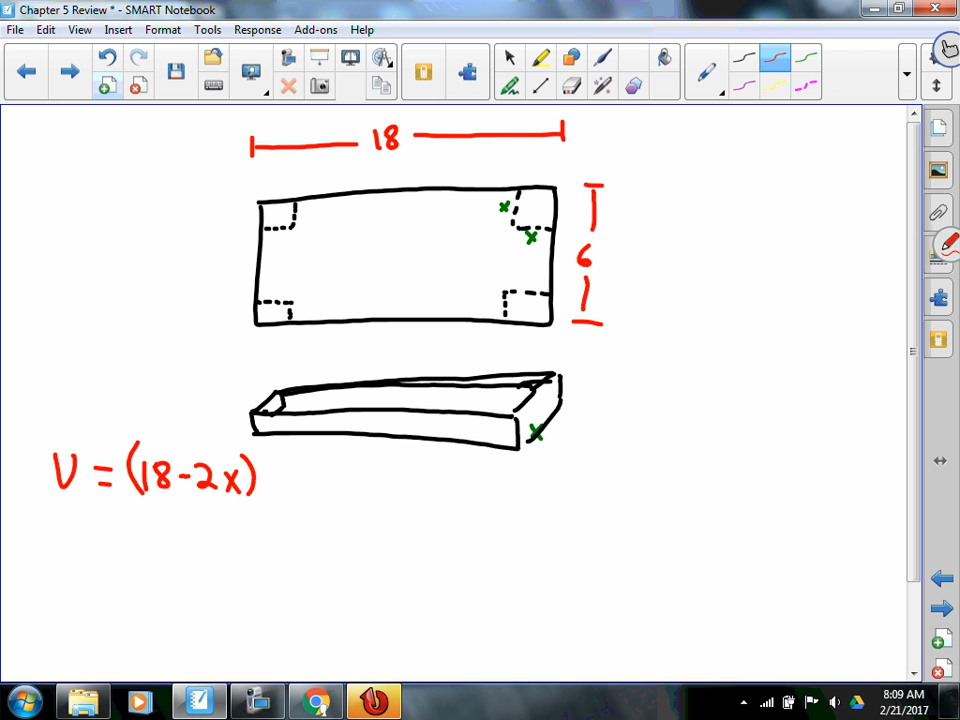 Chapter 5 Review * - SMART Notebook
File Edit View Insert Format Tools Response Add-ons Help
18
x
x
6
x
V = (18-2x)
8:09 AM
2/21/2017